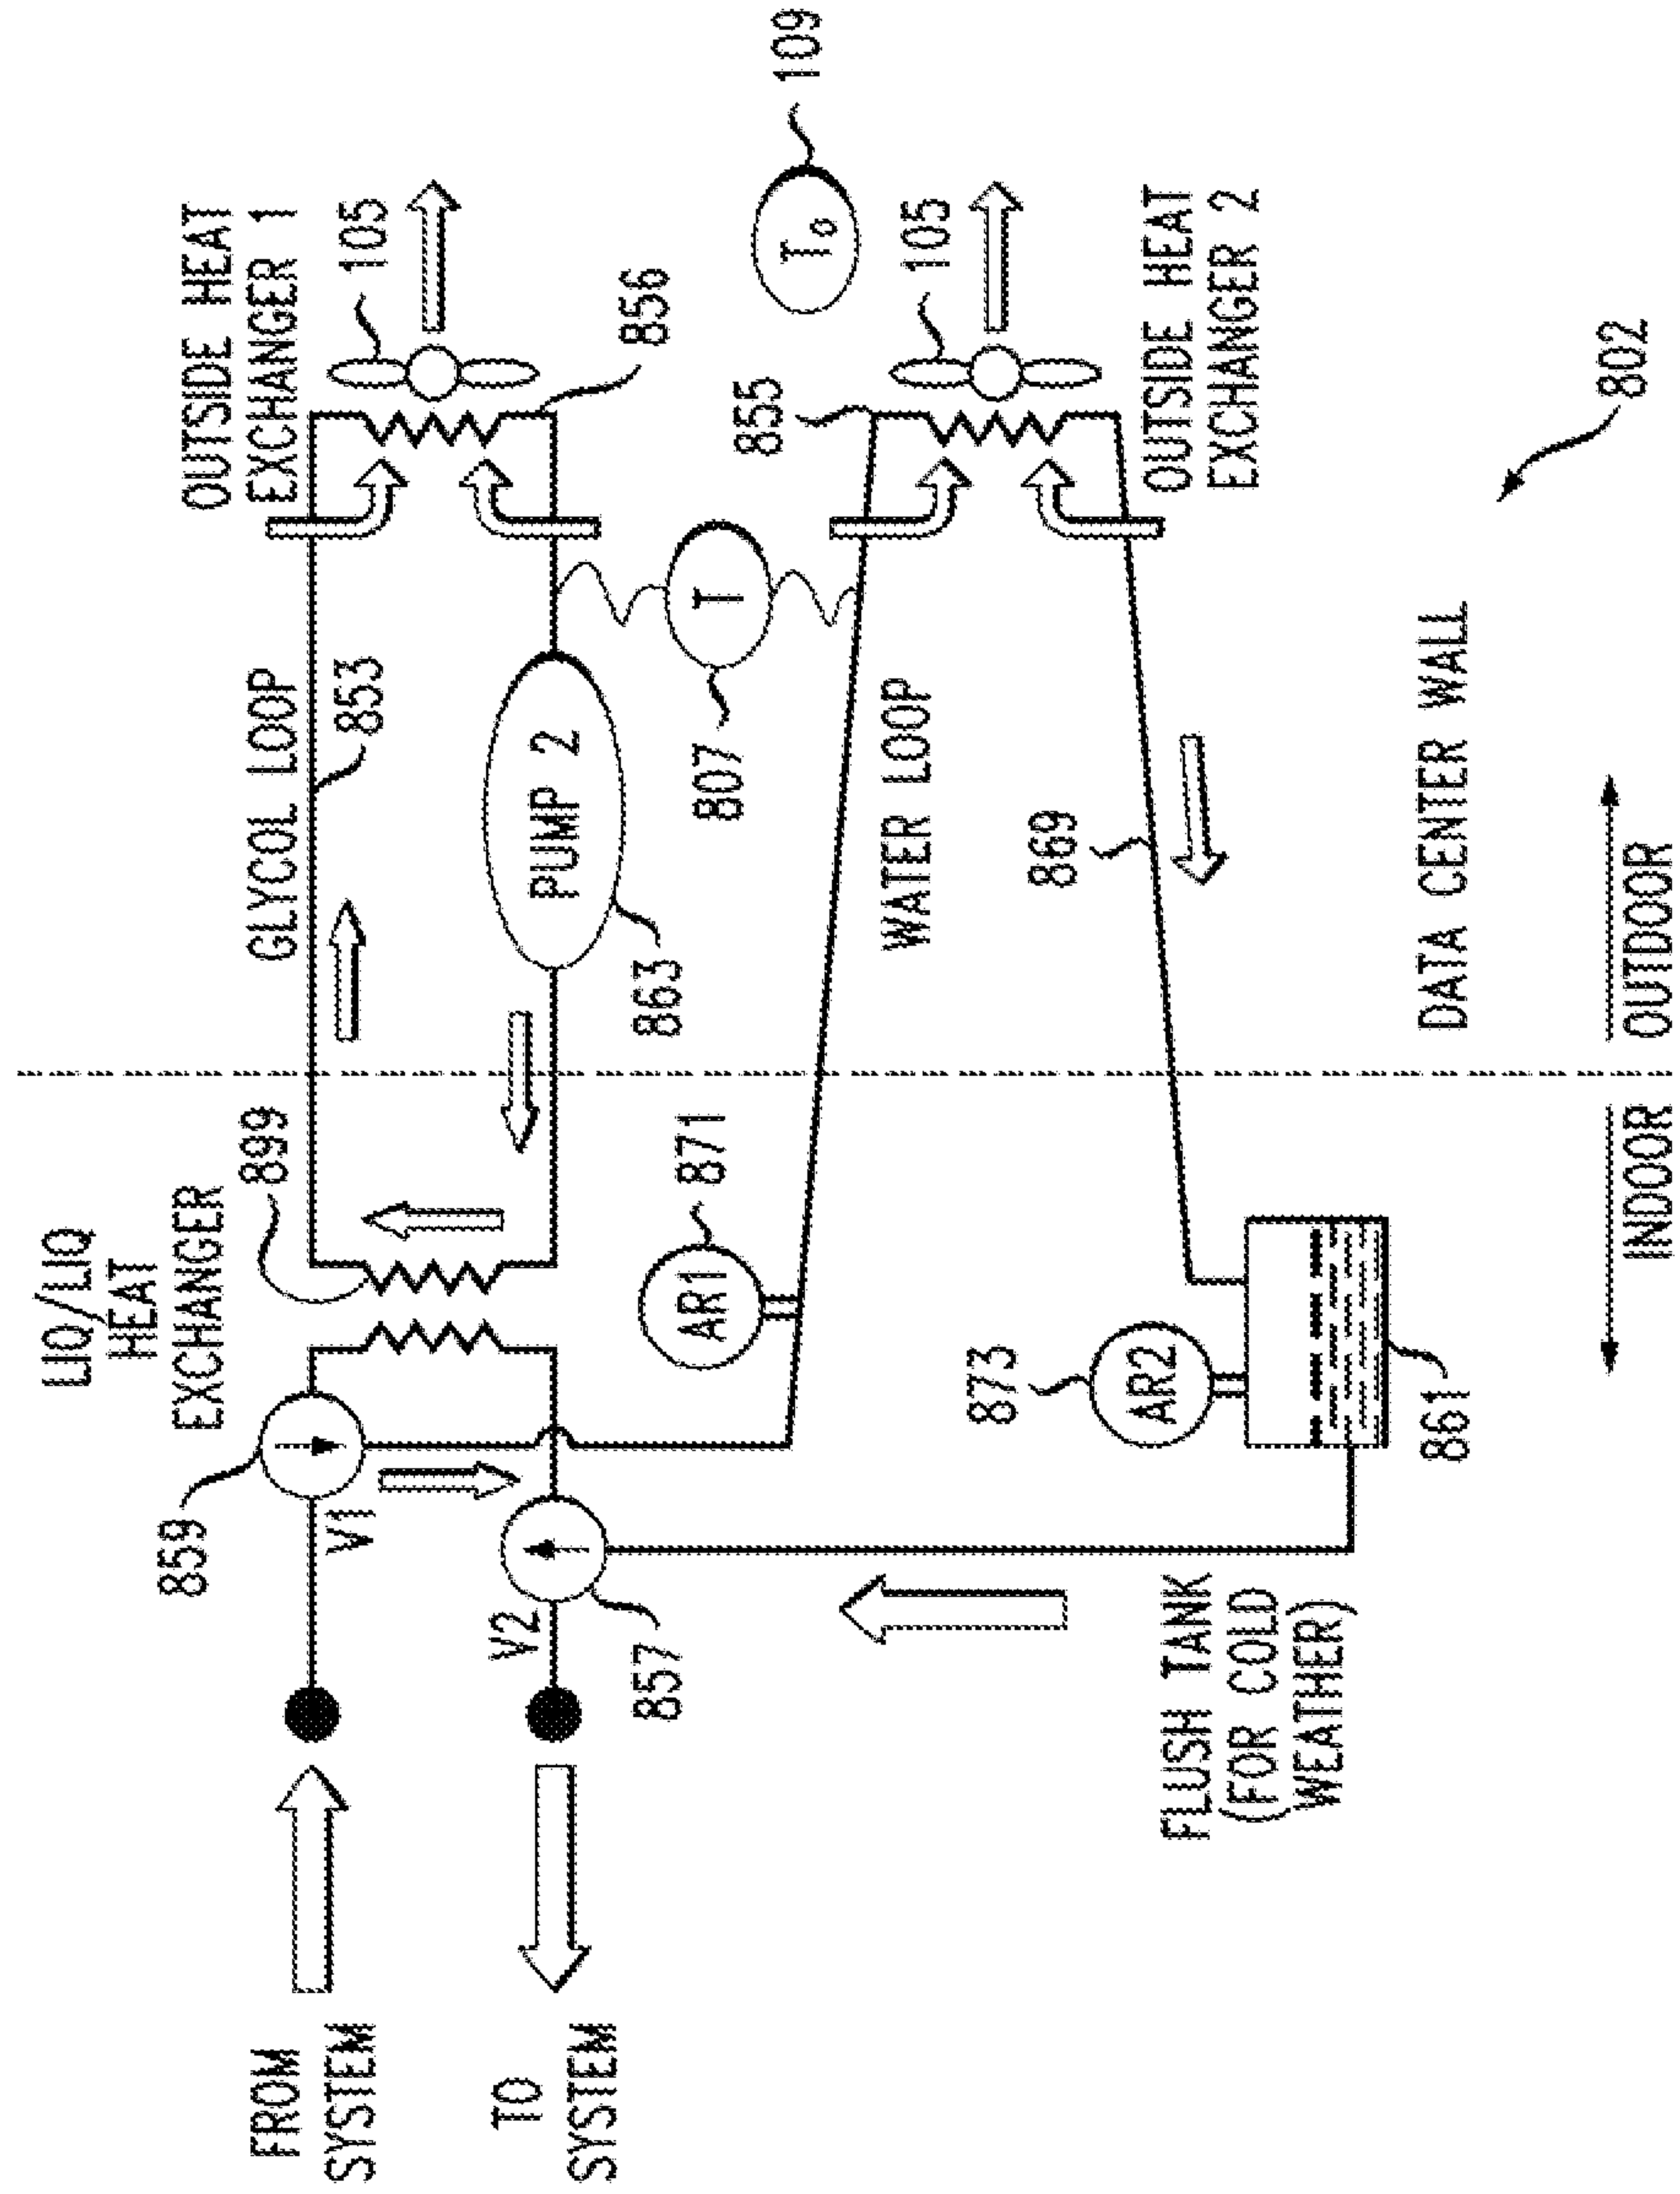 OUTSIDE HEAT
EXCHANGER 1
105
856
109
T₀
855
105
OUTSIDE HEAT
EXCHANGER 2
802
GLYCOL LOOP
853
PUMP 2
863
T
807
WATER LOOP
869
DATA CENTER WALL
OUTDOOR
INDOOR
LIQ/LIQ
HEAT
EXCHANGER
899
859
V1
V2
857
AR1
871
AR2
873
861
FLUSH TANK
(FOR COLD
WEATHER)
FROM
SYSTEM
TO
SYSTEM